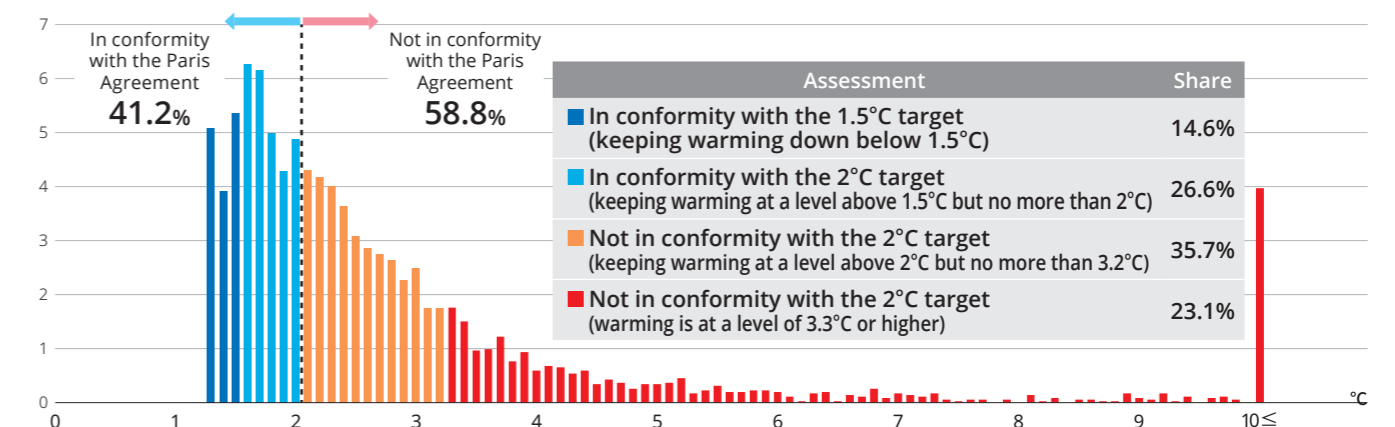 7
6
5
4
3
2
1
0
In conformity
with the Paris
Agreement
41.2%
Not in conformity
with the Paris
Agreement
58.8%
Assessment Share
In conformity with the 1.5°C target
(keeping warming down below 1.5°C)
14.6%
In conformity with the 2°C target
(keeping warming at a level above 1.5°C but no more than 2°C)
26.6%
Not in conformity with the 2°C target
(keeping warming at a level above 2°C but no more than 3.2°C)
35.7%
Not in conformity with the 2°C target
(warming is at a level of 3.3°C or higher)
23.1%
°C
0 1 2 3 4 5 6 7 8 9 10≤